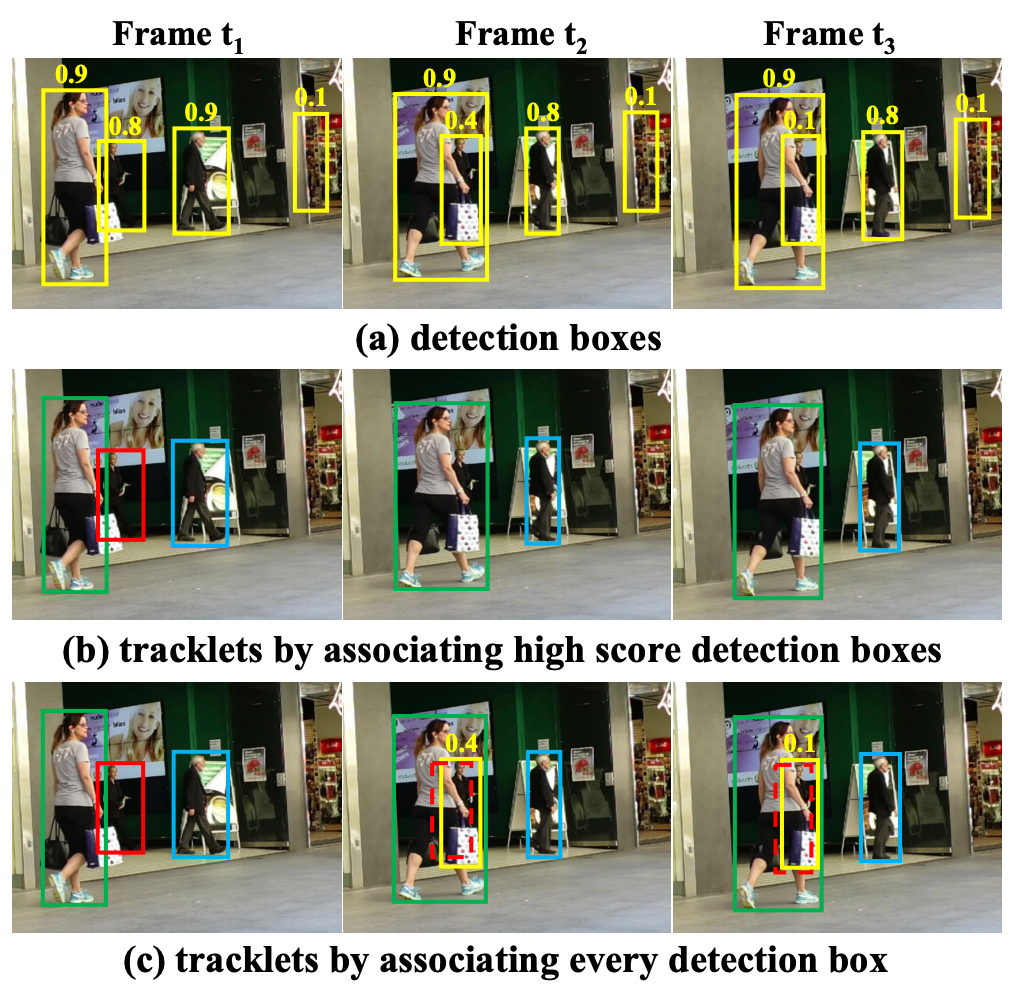 Frame t₁ Frame t₂ Frame t₃
0.9 0.8 0.9 0.1 0.9 0.4 0.8 0.1 0.9 0.1 0.8 0.1
(a) detection boxes
(b) tracklets by associating high score detection boxes
0.4 0.1
(c) tracklets by associating every detection box